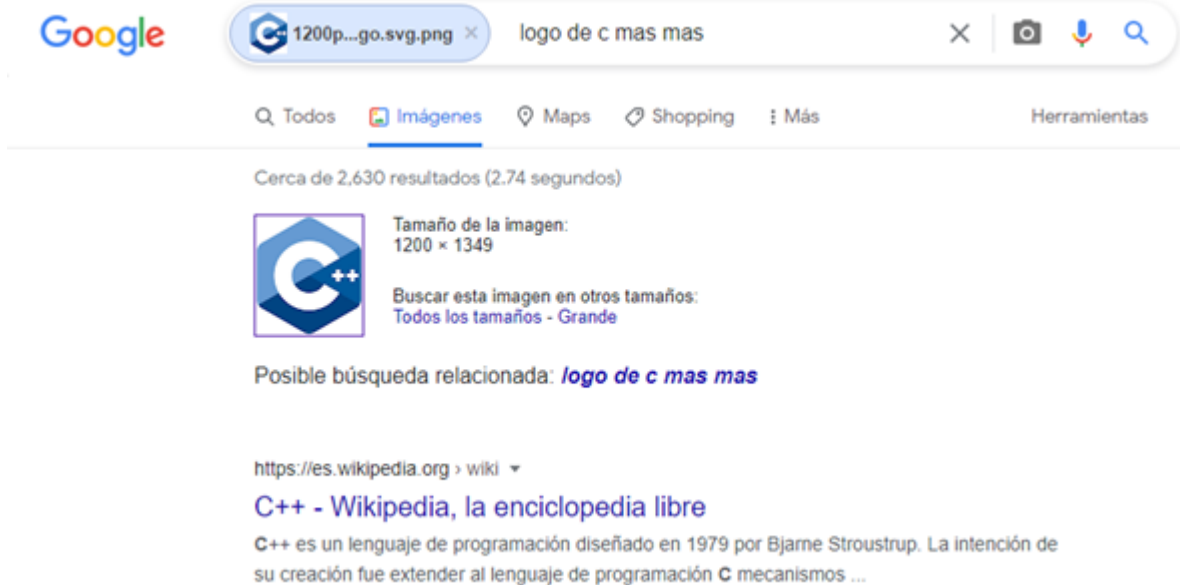 Google 1200p...go.svg.png × logo de c mas mas
Todos Imágenes Maps Shopping Más Herramientas
Cerca de 2,630 resultados (2.74 segundos)
C++
Tamaño de la imagen:
1200 × 1349
Buscar esta imagen en otros tamaños:
Todos los tamaños - Grande
Posible búsqueda relacionada: logo de c mas mas
https://es.wikipedia.org › wiki
C++ - Wikipedia, la enciclopedia libre
C++ es un lenguaje de programación diseñado en 1979 por Bjarne Stroustrup. La intención de
su creación fue extender al lenguaje de programación C mecanismos ...